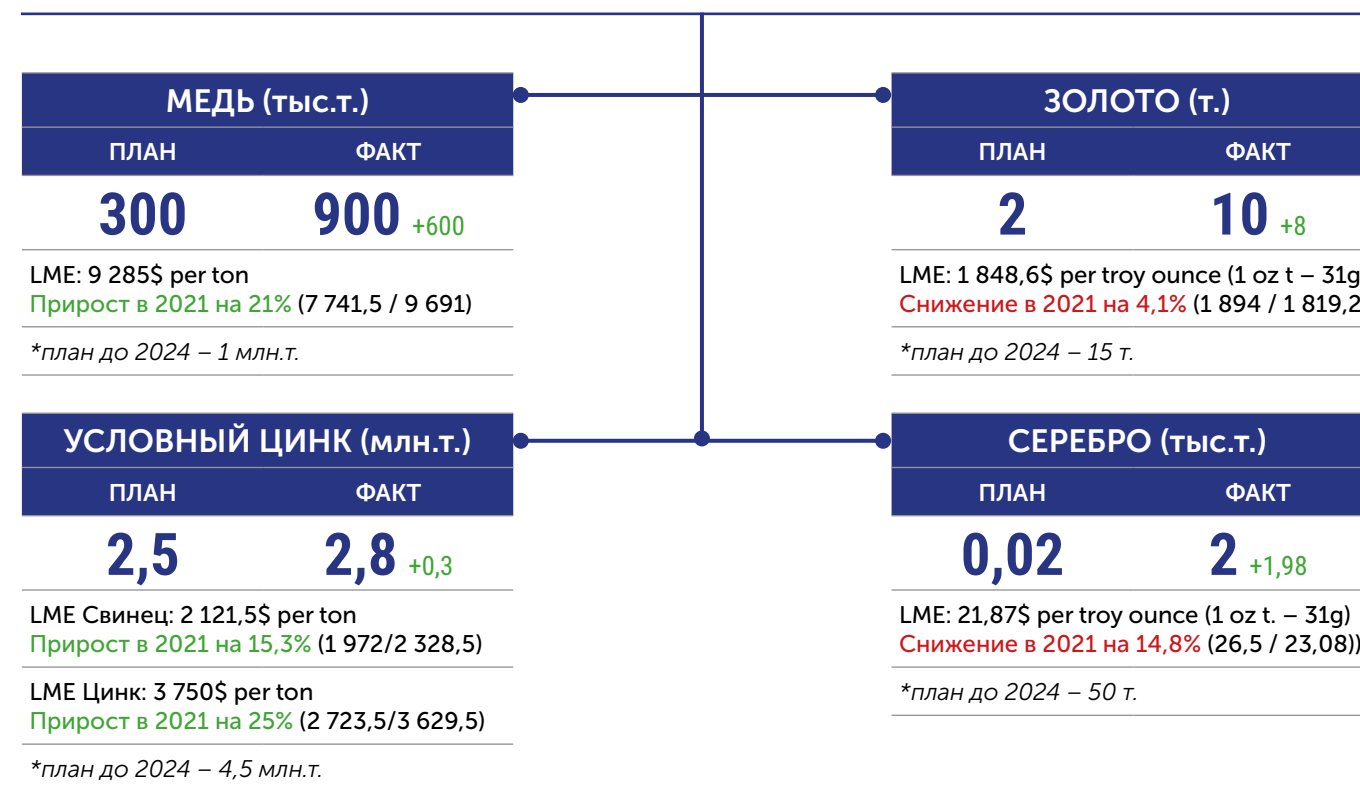 МЕДЬ (тыс.т.)
ПЛАН ФАКТ
300 900 +600
LME: 9 285$ per ton
Прирост в 2021 на 21% (7 741,5 / 9 691)
*план до 2024 – 1 млн.т.
ЗОЛОТО (т.)
ПЛАН ФАКТ
2 10 +8
LME: 1 848,6$ per troy ounce (1 oz t – 31g
Снижение в 2021 на 4,1% (1 894 / 1 819,2
*план до 2024 – 15 т.
УСЛОВНЫЙ ЦИНК (млн.т.)
ПЛАН ФАКТ
2,5 2,8 +0,3
LME Свинец: 2 121,5$ per ton
Прирост в 2021 на 15,3% (1 972/2 328,5)
LME Цинк: 3 750$ per ton
Прирост в 2021 на 25% (2 723,5/3 629,5)
*план до 2024 – 4,5 млн.т.
СЕРЕБРО (тыс.т.)
ПЛАН ФАКТ
0,02 2 +1,98
LME: 21,87$ per troy ounce (1 oz t. – 31g)
Снижение в 2021 на 14,8% (26,5 / 23,08))
*план до 2024 – 50 т.